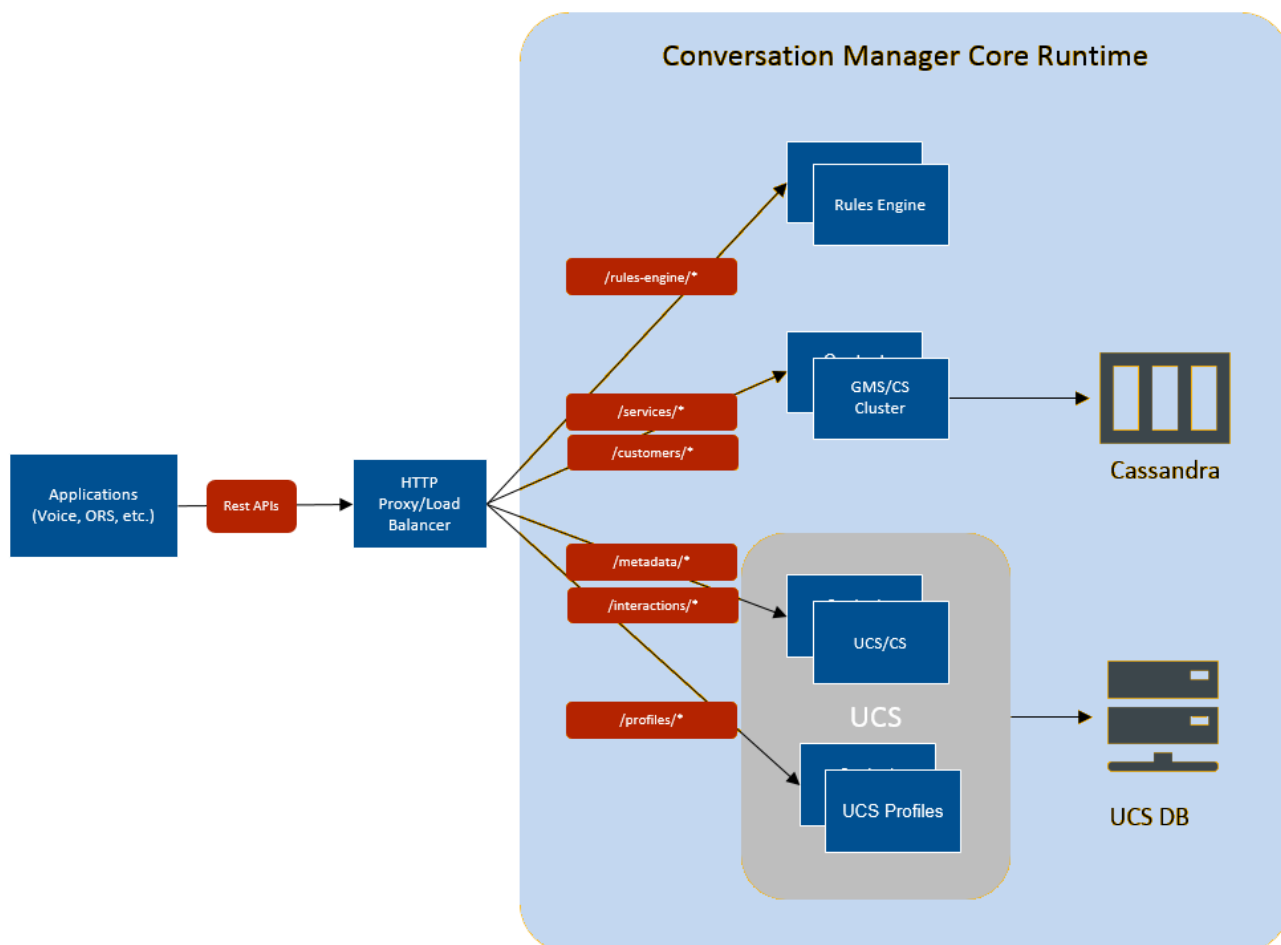 Conversation Manager Core Runtime
Rules Engine
/rules-engine/*
GMS/CS
Cluster
/services/*
/customers/*
Cassandra
Applications
(Voice, ORS, etc.)
Rest APIs
HTTP
Proxy/Load
Balancer
/metadata/*
/interactions/*
UCS/CS
UCS
/profiles/*
UCS Profiles
UCS DB